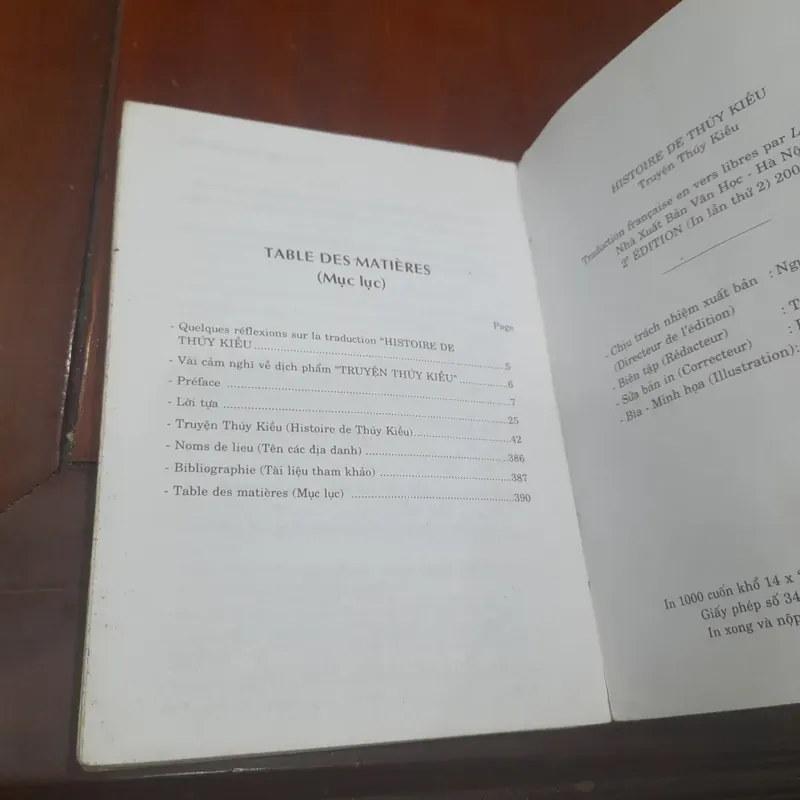 TABLE DES MATIÈRES
(Mục lục)
Page
- Quelques réflexions sur la traduction "HISTOIRE DE
THÚY KIỀU ........................................5
- Vài cảm nghĩ về dịch phẩm "TRUYỆN THÚY KIỀU" ............6
- Préface ........................................7
- Lời tựa ........................................25
- Truyện Thúy Kiều (Histoire de Thúy Kiều)....................42
- Noms de lieu (Tên các địa danh) ........................386
- Bibliographie (Tài liệu tham khảo) ........................387
- Table des matières (Mục lục) ........................390
HISTOIRE DE THÚY KIỀU
Truyện Thúy Kiều
Traduction française en vers libres par
Nhà Xuất Bản Văn Học - Hà
2e ÉDITION (In lần thứ 2)
- Chịu trách nhiệm xuất bản :
(Directeur de l'édition)
- Biên tập (Rédacteur) :
- Sửa bản in (Correcteur) :
- Bìa - Minh họa (Illustration):
In 1000 cuốn khổ 14 x
Giấy phép số 34
In xong và nộp